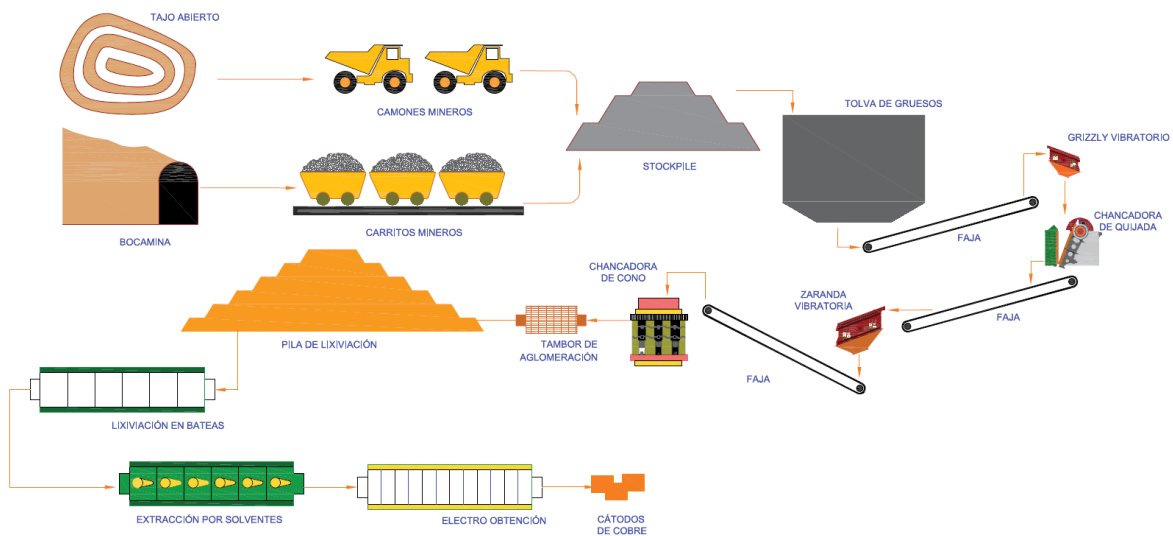 TAJO ABIERTO
CAMONES MINEROS
TOLVA DE GRUESOS
GRIZZLY VIBRATORIO
STOCKPILE
BOCAMINA
CARRITOS MINEROS
FAJA
CHANCADORA
DE QUIJADA
CHANCADORA
DE CONO
ZARANDA
VIBRATORIA
FAJA
PILA DE LIXIVIACIÓN
TAMBOR DE
AGLOMERACIÓN
FAJA
LIXIVIACIÓN EN BATEAS
EXTRACCIÓN POR SOLVENTES
ELECTRO OBTENCIÓN
CÁTODOS
DE COBRE